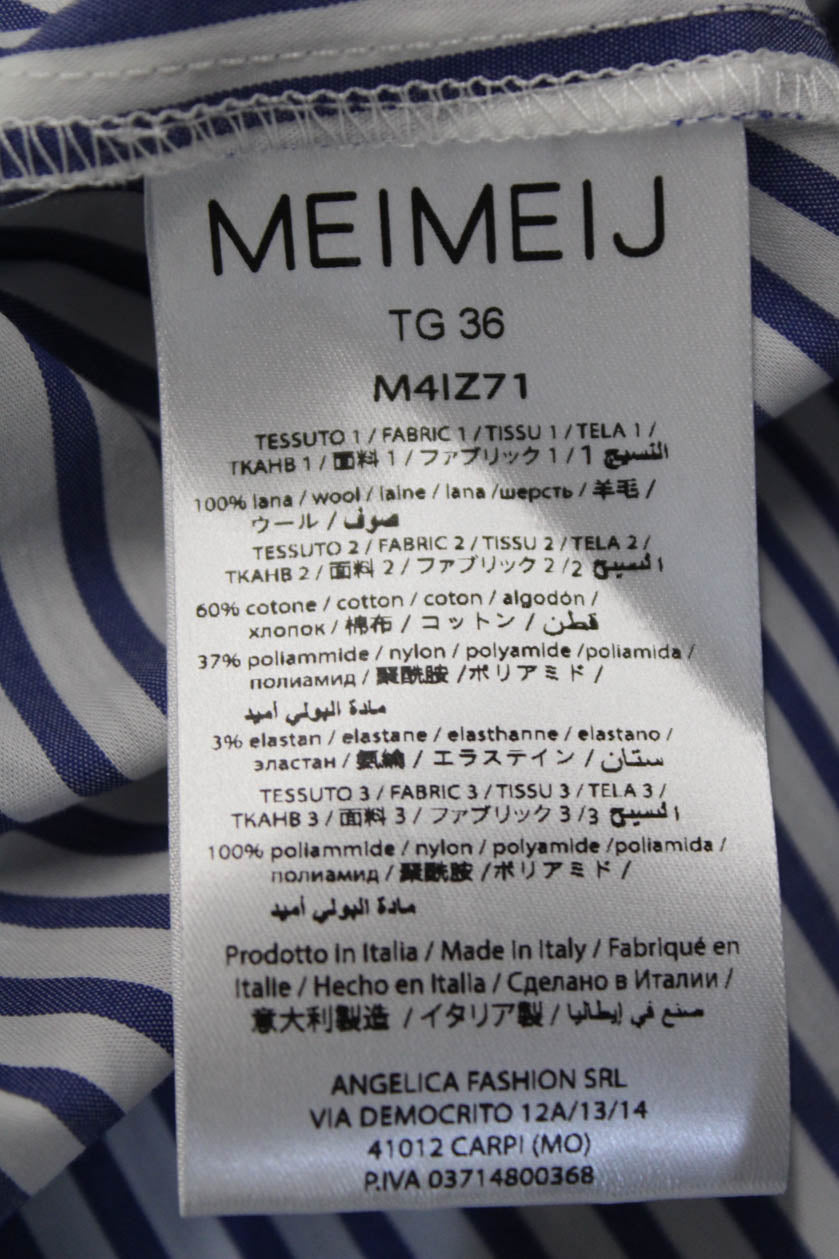 MEIMEIJ
TG 36
M4IZ71
TESSUTO 1 / FABRIC 1 / TISSU 1 / TELA 1 /
TKAHB 1 / 面料 1 / ファブリック 1 / 1 النسيج
100% lana / wool / laine / lana /шерсть / 羊毛 /
ウール / صوف
TESSUTO 2 / FABRIC 2 / TISSU 2 / TELA 2 /
TKAHB 2 / 面料 2 / ファブリック 2 / 2 النسيج
60% cotone / cotton / coton / algodón /
хлопок / 棉布 / コットン / قطن
37% poliammide / nylon / polyamide /poliamida /
полиамид / 聚酰胺 /ポリアミド /
مادة البولي أميد
3% elastan / elastane / elasthanne / elastano /
эластан / 氨綸 / エラステイン / ستان
TESSUTO 3 / FABRIC 3 / TISSU 3 / TELA 3 /
TKAHB 3 / 面料 3 / ファブリック 3 / 3 النسيج
100% poliammide / nylon / polyamide /poliamida /
полиамид / 聚酰胺 /ポリアミド /
مادة البولي أميد
Prodotto in Italia / Made in Italy / Fabriqué en
Italie / Hecho en Italia / Сделано в Италии /
意大利製造 / イタリア製 / صنع في إيطاليا
ANGELICA FASHION SRL
VIA DEMOCRITO 12A/13/14
41012 CARPI (MO)
P.IVA 03714800368